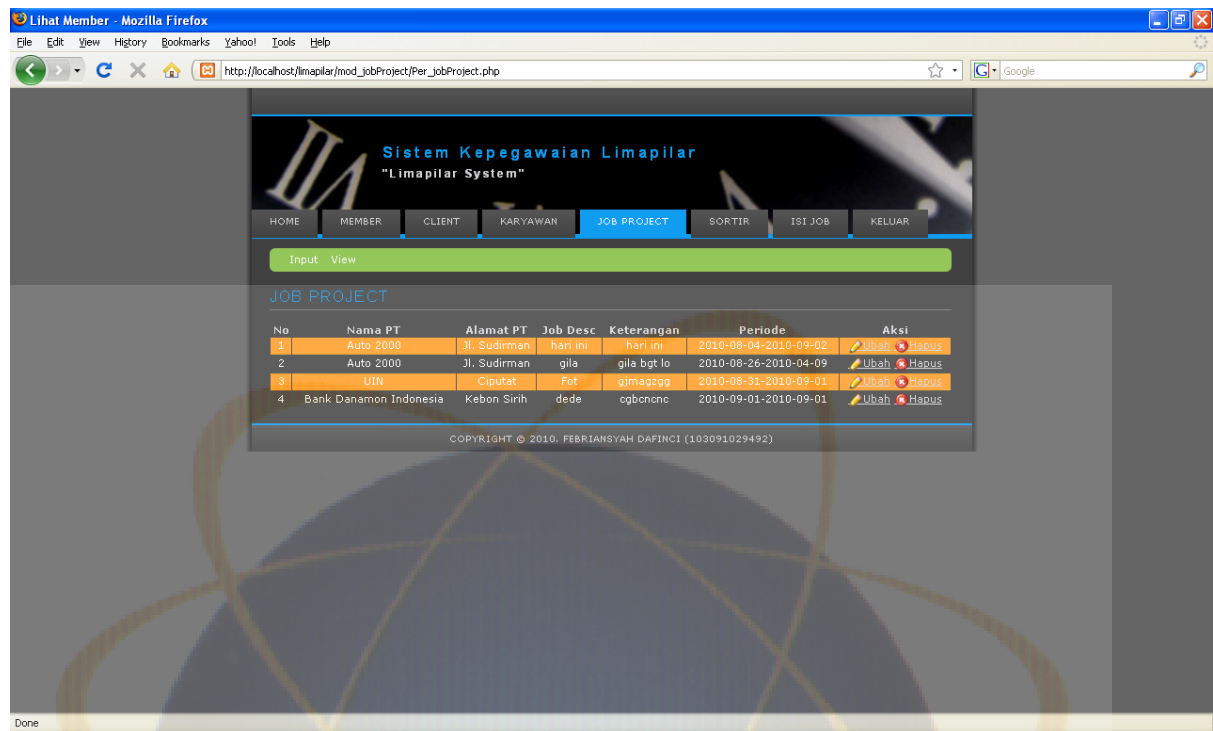 Lihat Member - Mozilla Firefox
File Edit View History Bookmarks Yahoo! Tools Help
http://localhost/limapilar/mod_jobProject/Per_jobProject.php G Google
Sistem Kepegawaian Limapilar
"Limapilar System"
HOME MEMBER CLIENT KARYAWAN JOB PROJECT SORTIR ISI JOB KELUAR
Input View
JOB PROJECT
No Nama PT Alamat PT Job Desc Keterangan Periode Aksi
1 Auto 2000 Jl. Sudirman hari ini hari ini 2010-08-04-2010-09-02 Ubah Hapus
2 Auto 2000 Jl. Sudirman gila gila bgt lo 2010-08-26-2010-04-09 Ubah Hapus
3 UIN Ciputat Fot gjmagzgg 2010-08-31-2010-09-01 Ubah Hapus
4 Bank Danamon Indonesia Kebon Sirih dede cgbcncnc 2010-09-01-2010-09-01 Ubah Hapus
COPYRIGHT © 2010. FEBRIANSYAH DAFINCI (103091029492)
Done